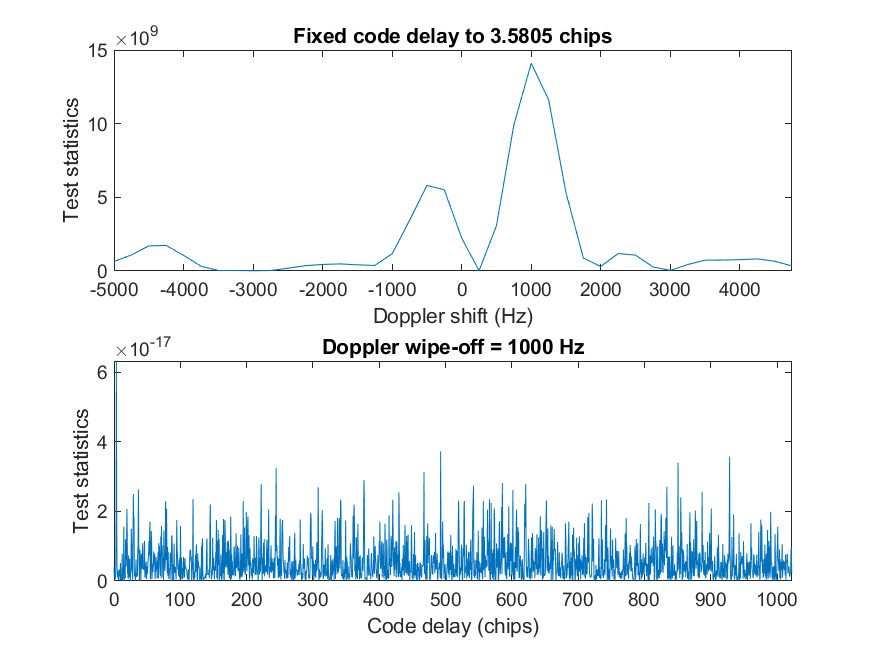 Fixed code delay to 3.5805 chips
×10^9
15
10
5
0
Test statistics
-5000 -4000 -3000 -2000 -1000 0 1000 2000 3000 4000
Doppler shift (Hz)
Doppler wipe-off = 1000 Hz
×10^-17
6
4
2
0
Test statistics
0 100 200 300 400 500 600 700 800 900 1000
Code delay (chips)